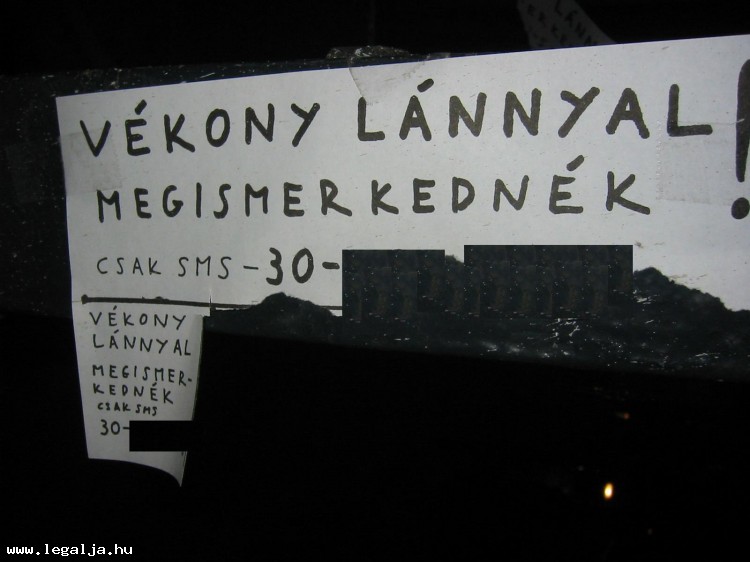 VÉKONY LÁNNYAL!
MEGISMERKEDNÉK
CSAK SMS - 30-
VÉKONY
LÁNNYAL
MEGISMER-
KEDNÉK
CSAK SMS
30-
www.legalja.hu